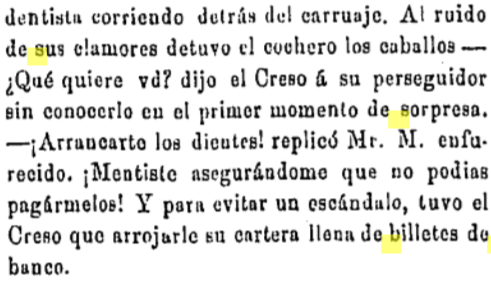 dentista corriendo detrás del carruaje. Al ruido
de sus clamores detuvo el cochero los caballos —
¿Qué quiere vd? dijo el Creso á su perseguidor
sin conocerlo en el primer momento de sorpresa.
—¡Arrancarte los dientes! replicó Mr. M. enfu-
recido. ¡Mentiste asegurándome que no podias
pagármelos! Y para evitar un escándalo, tuvo el
Creso que arrojarle su cartera llena de billetes de
banco.